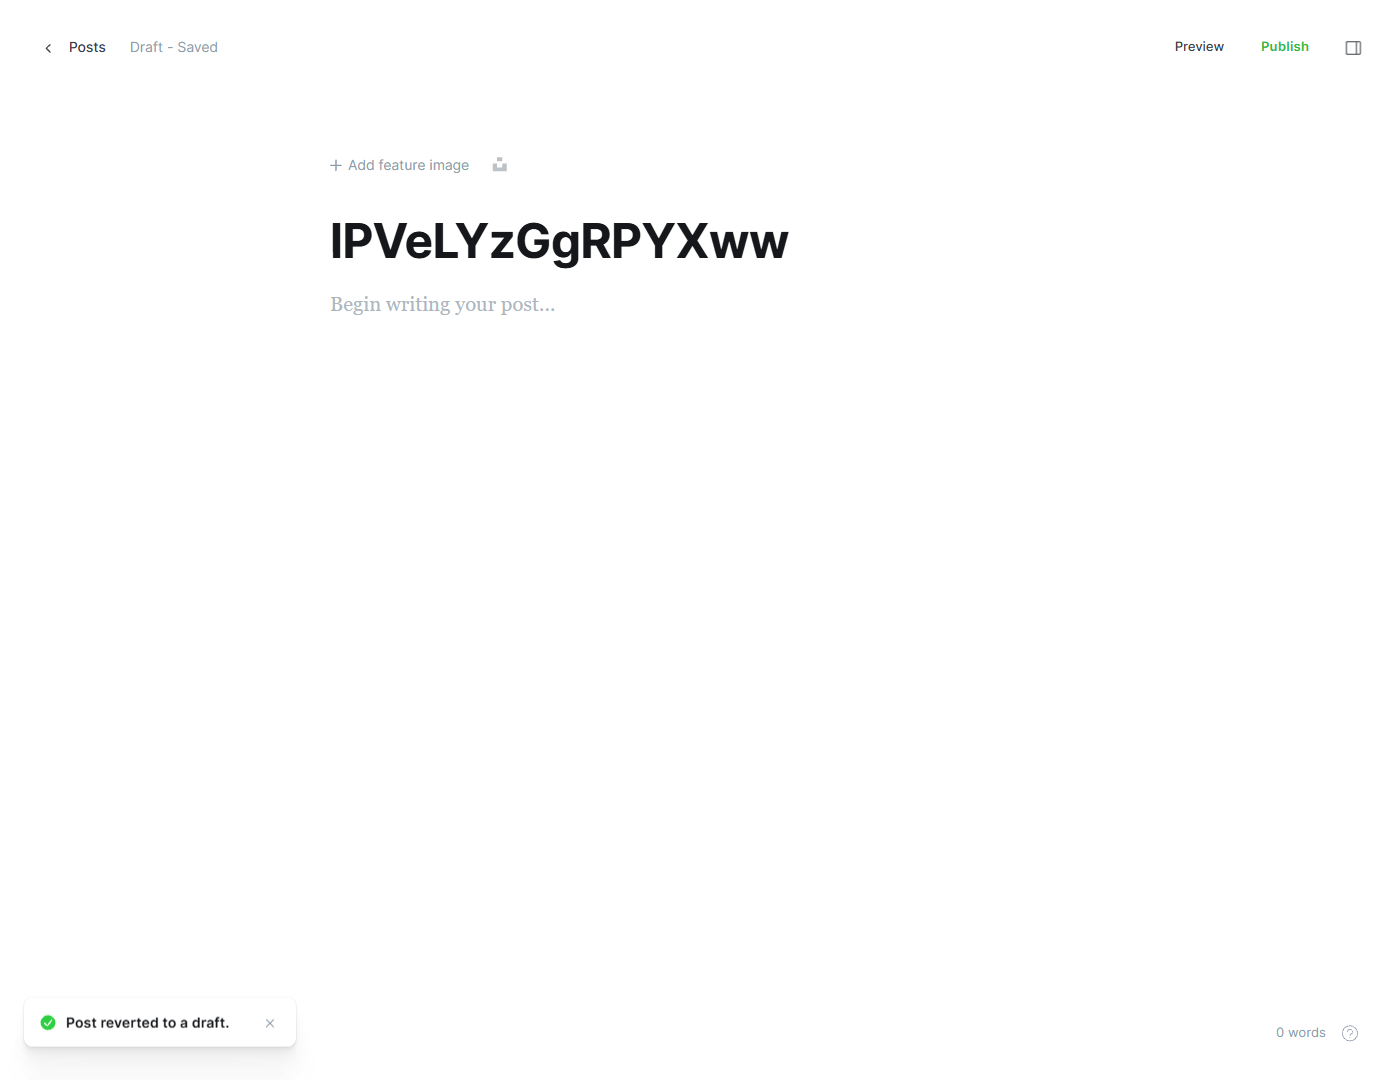 Posts
Draft - Saved
Preview
Publish
Add feature image
IPVeLYzGgRPYXww
Begin writing your post...
Post reverted to a draft.
0 words